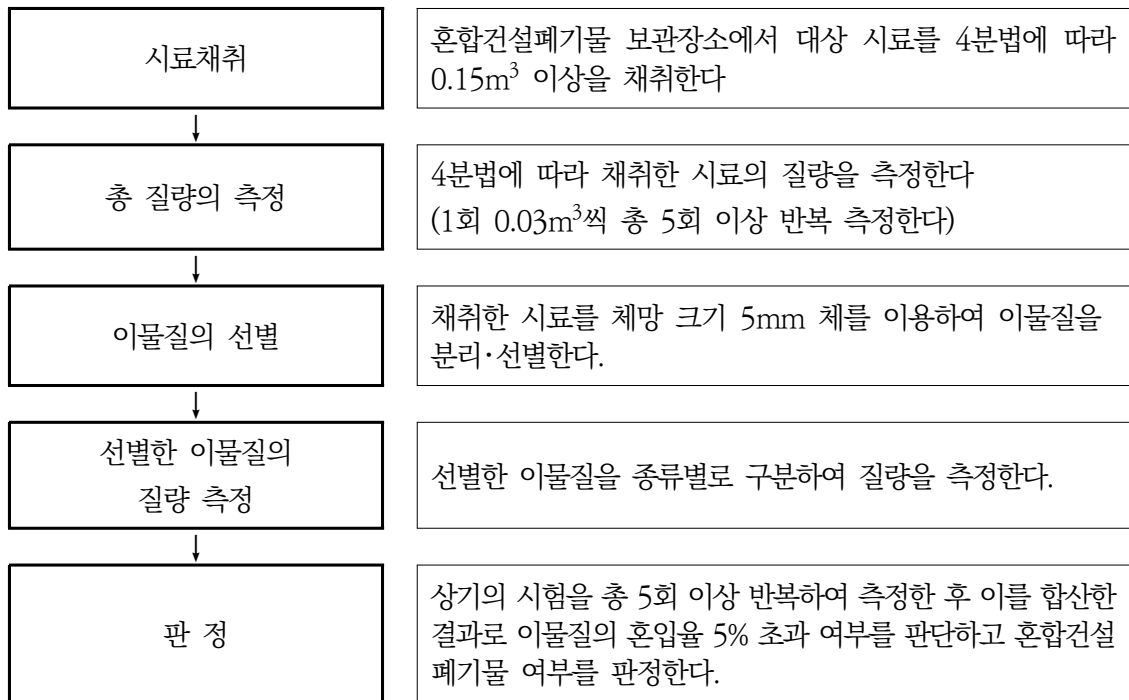 시료채취
혼합건설폐기물 보관장소에서 대상 시료를 4분법에 따라
0.15m³ 이상을 채취한다
총 질량의 측정
4분법에 따라 채취한 시료의 질량을 측정한다
(1회 0.03m³씩 총 5회 이상 반복 측정한다)
이물질의 선별
채취한 시료를 체망 크기 5mm 체를 이용하여 이물질을
분리·선별한다.
선별한 이물질의
질량 측정
선별한 이물질을 종류별로 구분하여 질량을 측정한다.
판 정
상기의 시험을 총 5회 이상 반복하여 측정한 후 이를 합산한
결과로 이물질의 혼입율 5% 초과 여부를 판단하고 혼합건설
폐기물 여부를 판정한다.